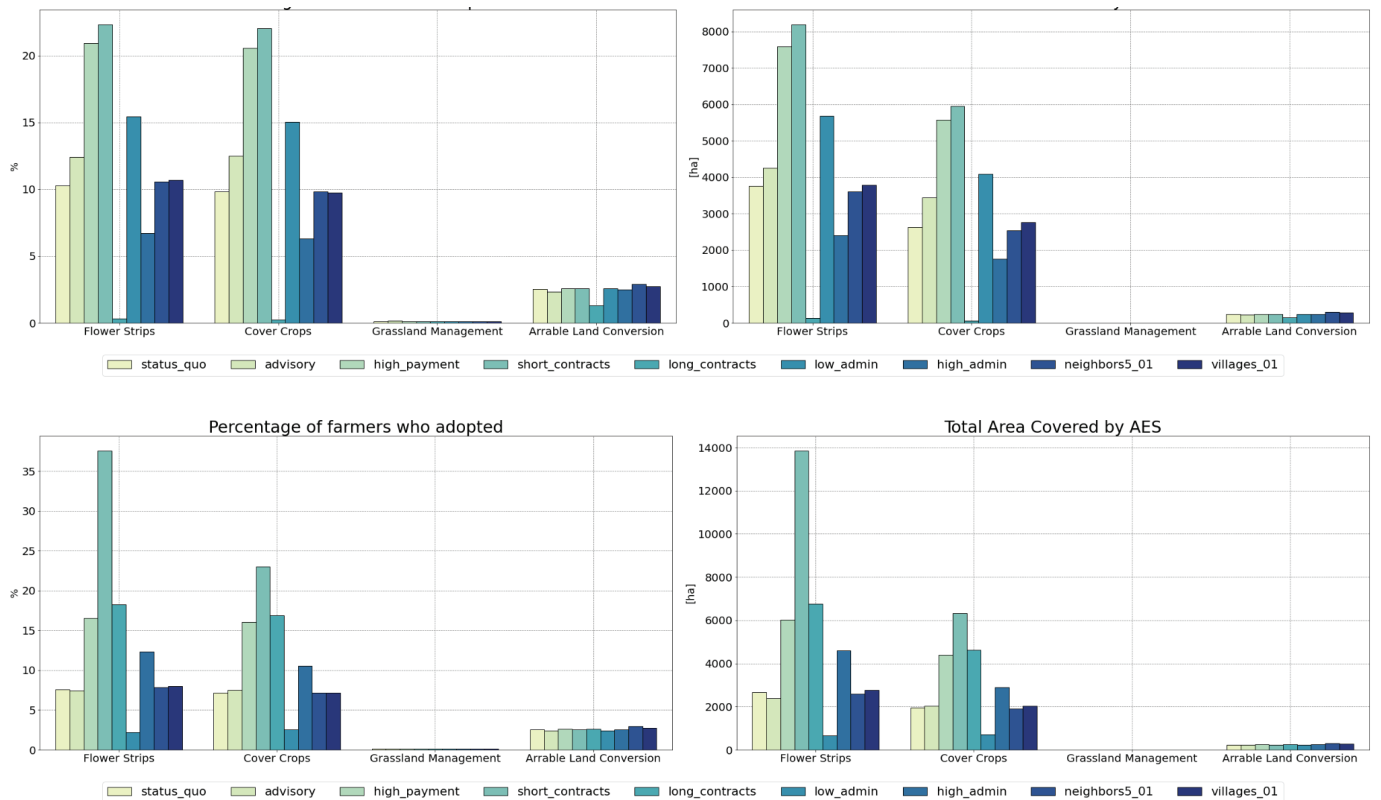 20
15
10
5
0
%
Flower Strips
Cover Crops
Grassland Management
Arrable Land Conversion
8000
7000
6000
5000
4000
3000
2000
1000
0
[ha]
Flower Strips
Cover Crops
Grassland Management
Arrable Land Conversion
status_quo advisory high_payment short_contracts long_contracts low_admin high_admin neighbors5_01 villages_01
Percentage of farmers who adopted
35
30
25
20
15
10
5
0
%
Flower Strips
Cover Crops
Grassland Management
Arrable Land Conversion
Total Area Covered by AES
14000
12000
10000
8000
6000
4000
2000
0
[ha]
Flower Strips
Cover Crops
Grassland Management
Arrable Land Conversion
status_quo advisory high_payment short_contracts long_contracts low_admin high_admin neighbors5_01 villages_01